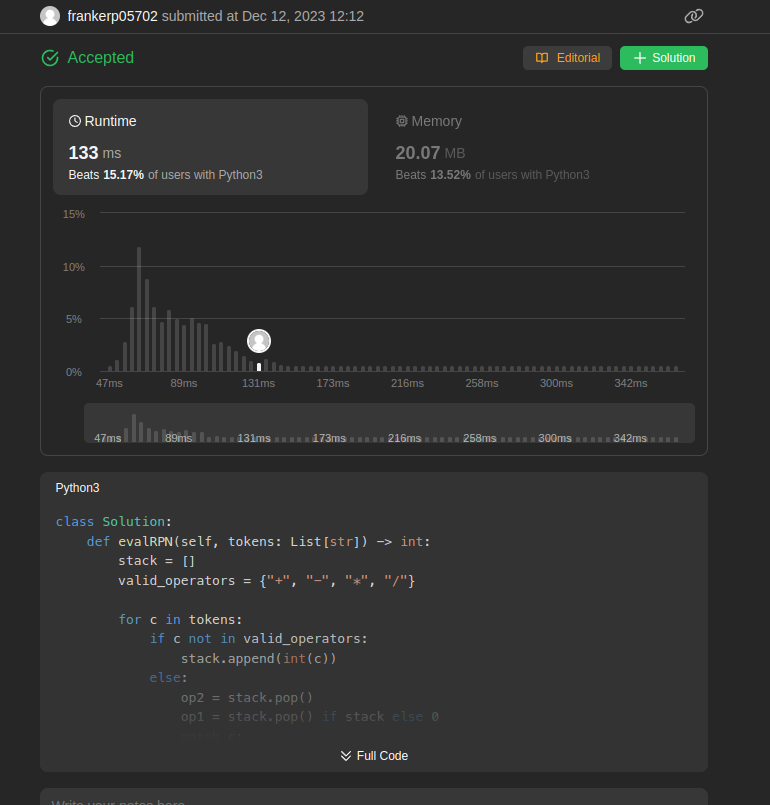 frankerp05702 submitted at Dec 12, 2023 12:12
Accepted
Editorial
Solution
Runtime
133 ms
Beats 15.17% of users with Python3
Memory
20.07 MB
Beats 13.52% of users with Python3
15%
10%
5%
0%
47ms 89ms 131ms 173ms 216ms 258ms 300ms 342ms
47ms 89ms 131ms 173ms 216ms 258ms 300ms 342ms
Python3
class Solution:
    def evalRPN(self, tokens: List[str]) -> int:
        stack = []
        valid_operators = {"+", "-", "*", "/"}
        for c in tokens:
            if c not in valid_operators:
                stack.append(int(c))
            else:
                op2 = stack.pop()
                op1 = stack.pop() if stack else 0
Full Code
Write your notes here